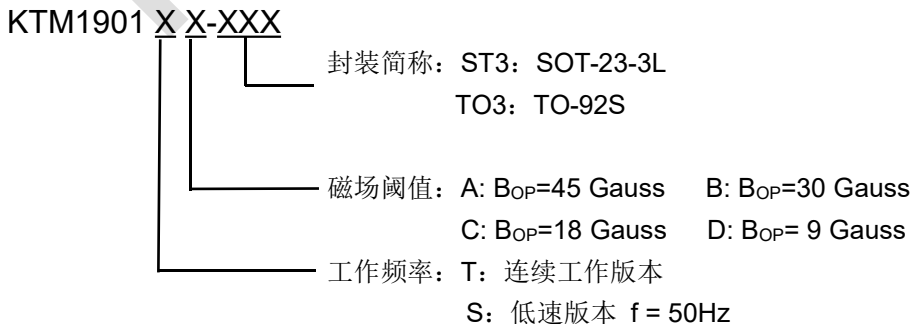 KTM1901 X X-XXX
封装简称：ST3：SOT-23-3L
TO3：TO-92S
磁场阈值：A: BOP=45 Gauss B: BOP=30 Gauss
C: BOP=18 Gauss D: BOP= 9 Gauss
工作频率：T：连续工作版本
S：低速版本 f = 50Hz